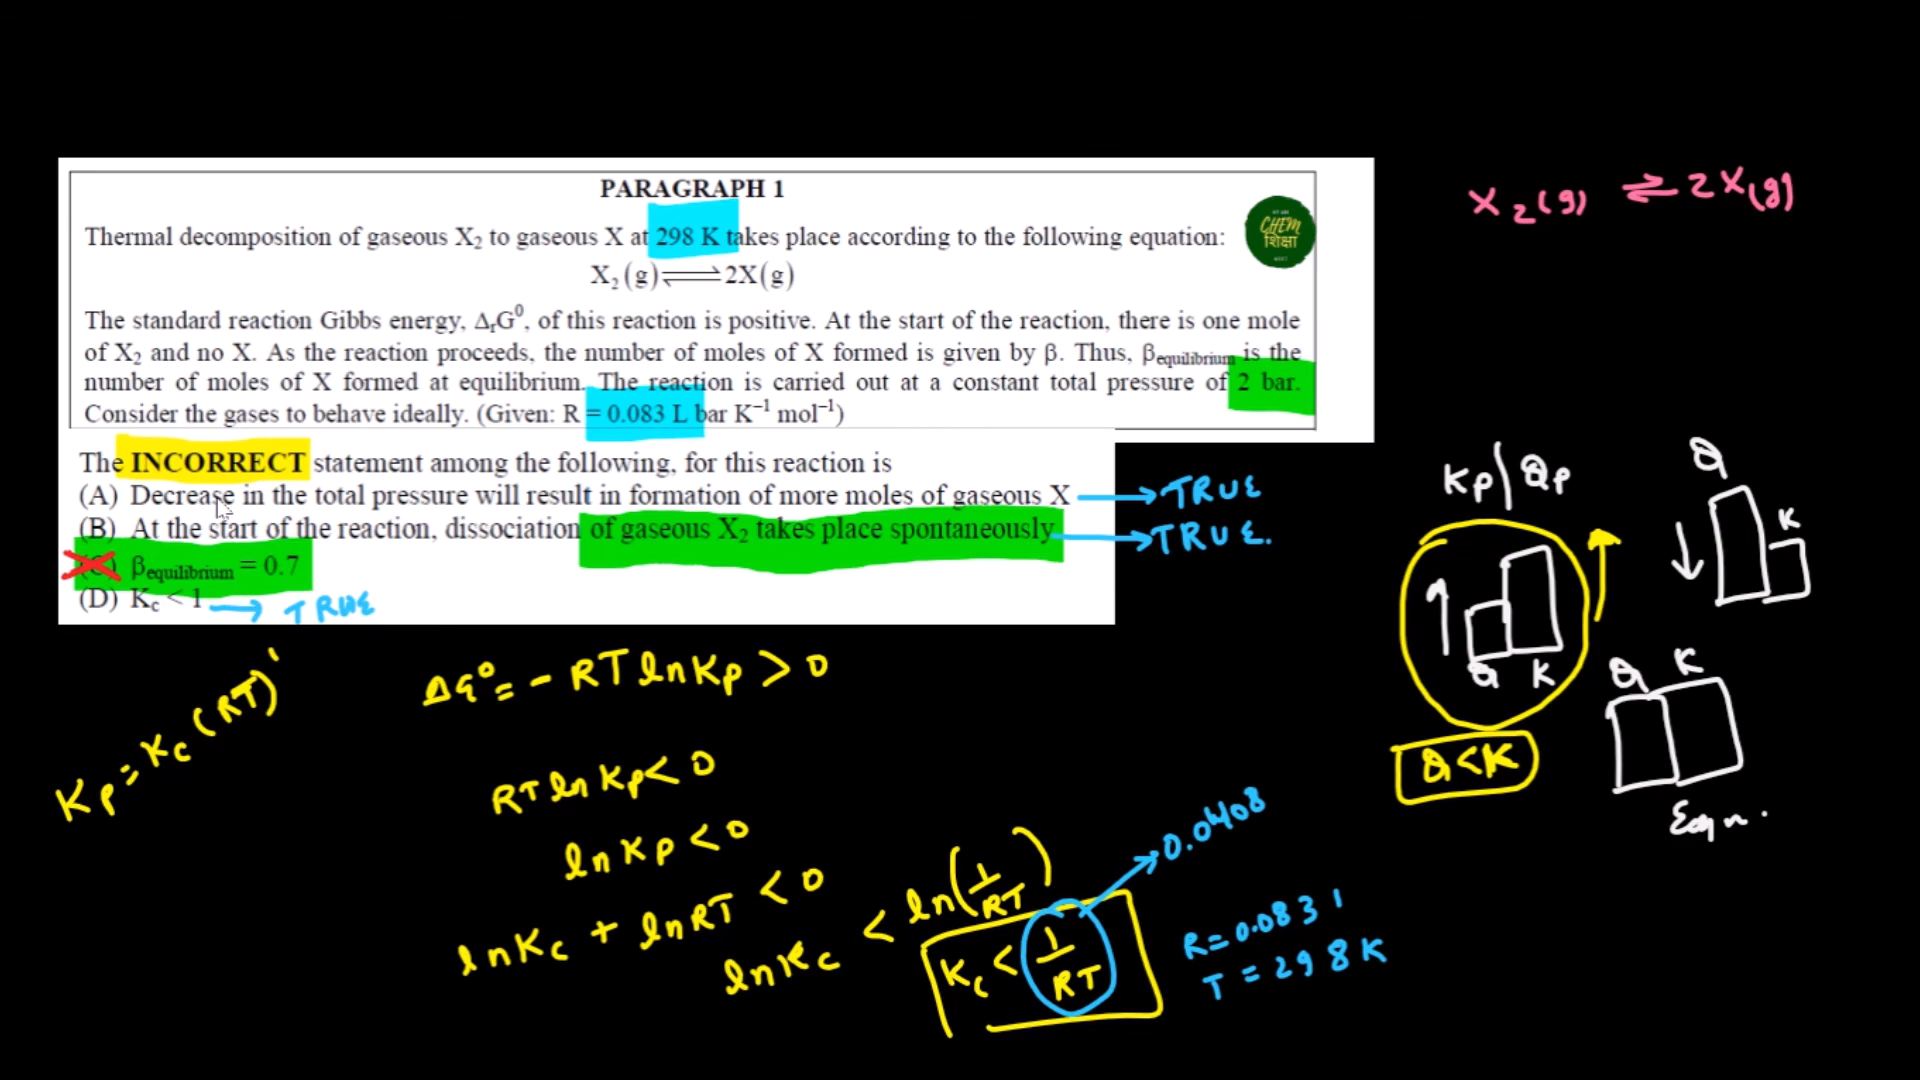 PARAGRAPH 1
Thermal decomposition of gaseous X₂ to gaseous X at 298 K takes place according to the following equation:
X₂(g)⇌2X(g)
The standard reaction Gibbs energy, ΔᵣG⁰, of this reaction is positive. At the start of the reaction, there is one mole
of X₂ and no X. As the reaction proceeds, the number of moles of X formed is given by β. Thus, βequilibrium is the
number of moles of X formed at equilibrium. The reaction is carried out at a constant total pressure of 2 bar.
Consider the gases to behave ideally. (Given: R = 0.083 L bar K⁻¹ mol⁻¹)
CHEM
शिक्षा
X₂(g) ⇌ 2X(g)
The INCORRECT statement among the following, for this reaction is
(A) Decrease in the total pressure will result in formation of more moles of gaseous X → TRUE
(B) At the start of the reaction, dissociation of gaseous X₂ takes place spontaneously → TRUE.
(C) βequilibrium = 0.7
(D) Kc < 1 → TRUE
Kp | Qp
Q
K
Q K
Q<K
Q K
Eqn.
Kp = Kc (RT)'
ΔG° = - RT ln Kp > 0
RT ln Kp < 0
ln Kp < 0
ln Kc + ln RT < 0
ln Kc < ln(1/RT)
Kc < 1/RT
0.0408
R = 0.0831
T = 298 K